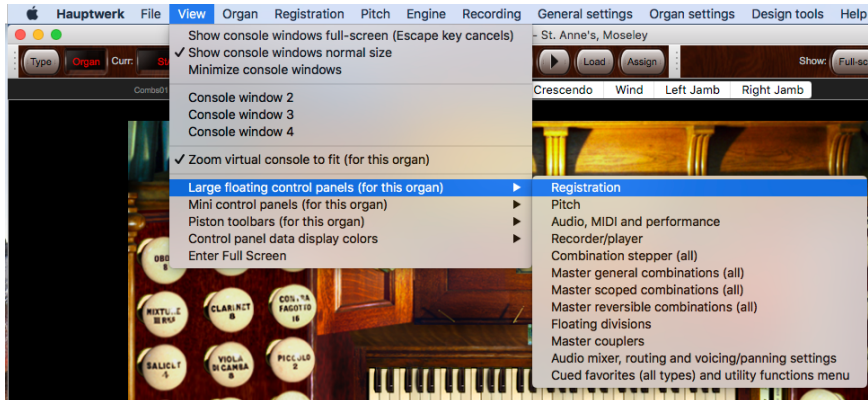 Hauptwerk File View Organ Registration Pitch Engine Recording General settings Organ settings Design tools Help
- St. Anne's, Moseley
Type Organ Curr: Load Assign Show: Full-sc
Combs01 Crescendo Wind Left Jamb Right Jamb
Show console windows full-screen (Escape key cancels)
✓ Show console windows normal size
Minimize console windows
Console window 2
Console window 3
Console window 4
✓ Zoom virtual console to fit (for this organ)
Large floating control panels (for this organ)
Mini control panels (for this organ)
Piston toolbars (for this organ)
Control panel data display colors
Enter Full Screen
Registration
Pitch
Audio, MIDI and performance
Recorder/player
Combination stepper (all)
Master general combinations (all)
Master scoped combinations (all)
Master reversible combinations (all)
Floating divisions
Master couplers
Audio mixer, routing and voicing/panning settings
Cued favorites (all types) and utility functions menu
OBO
8
CLARINET
8
FAGOTTO
16
SALICET
4
VIOLA
DI GAMBA
8
PICCOLO
2